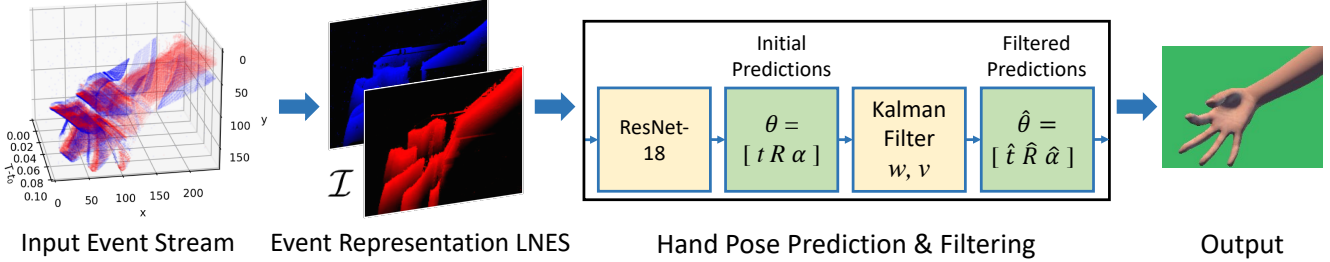 0.00
0.02
0.04
0.06
0.08
0.10
t-t₀
0
50
100
150
200
x
0
50
100
150
y
ℐ
Initial
Predictions
Filtered
Predictions
ResNet-
18
θ =
[ t R α ]
Kalman
Filter
w, v
θ̂ =
[ t̂ R̂ α̂ ]
Input Event Stream
Event Representation LNES
Hand Pose Prediction & Filtering
Output